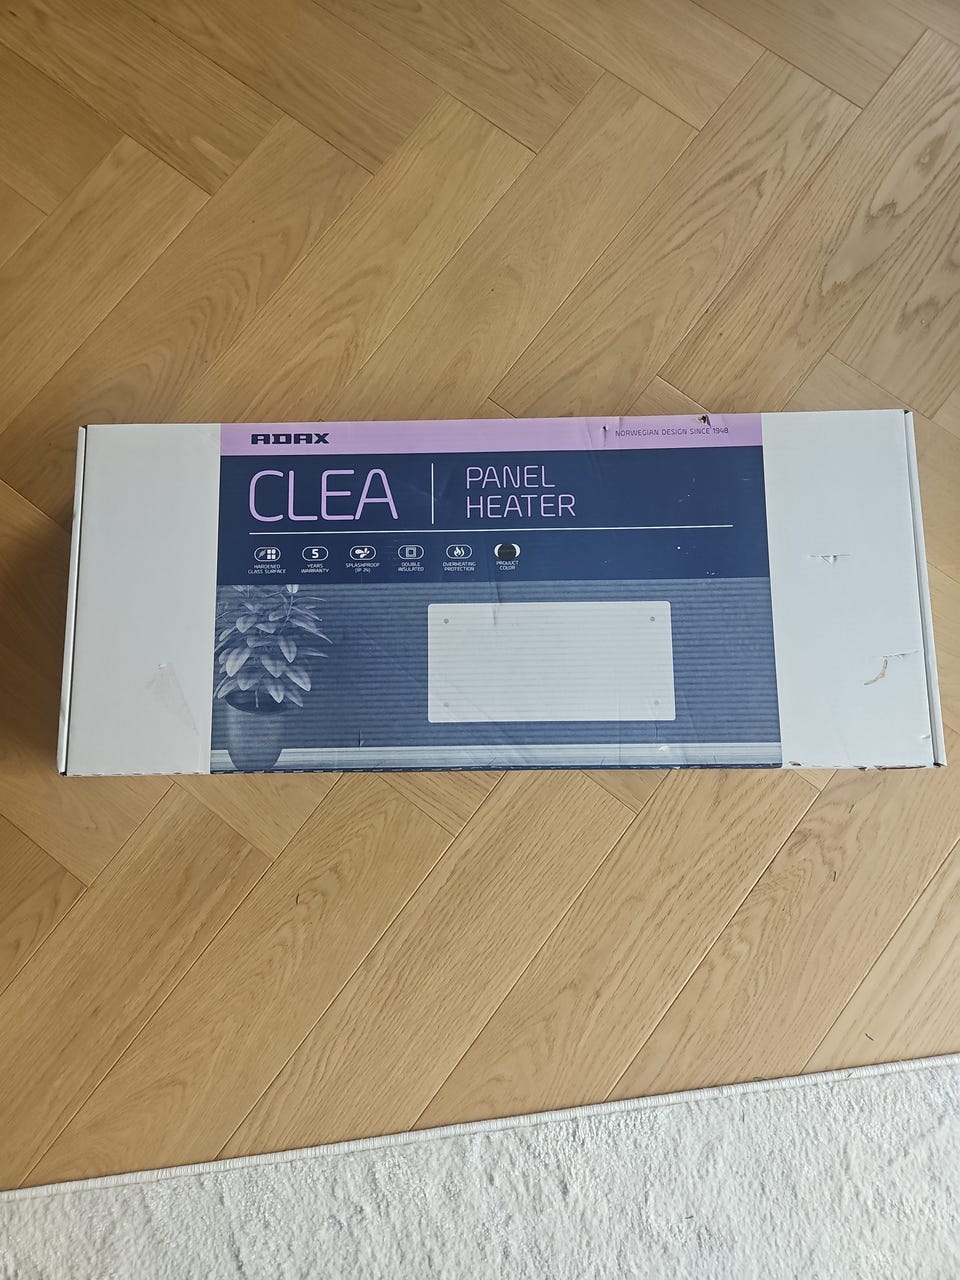 ADAX
NORWEGIAN DESIGN SINCE 1948
CLEA
PANEL
HEATER
HARDENED
GLASS SURFACE
5
YEARS
WARRANTY
SPLASHPROOF
(IP 24)
DOUBLE
INSULATED
OVERHEATING
PROTECTION
PRODUCT
COLOR